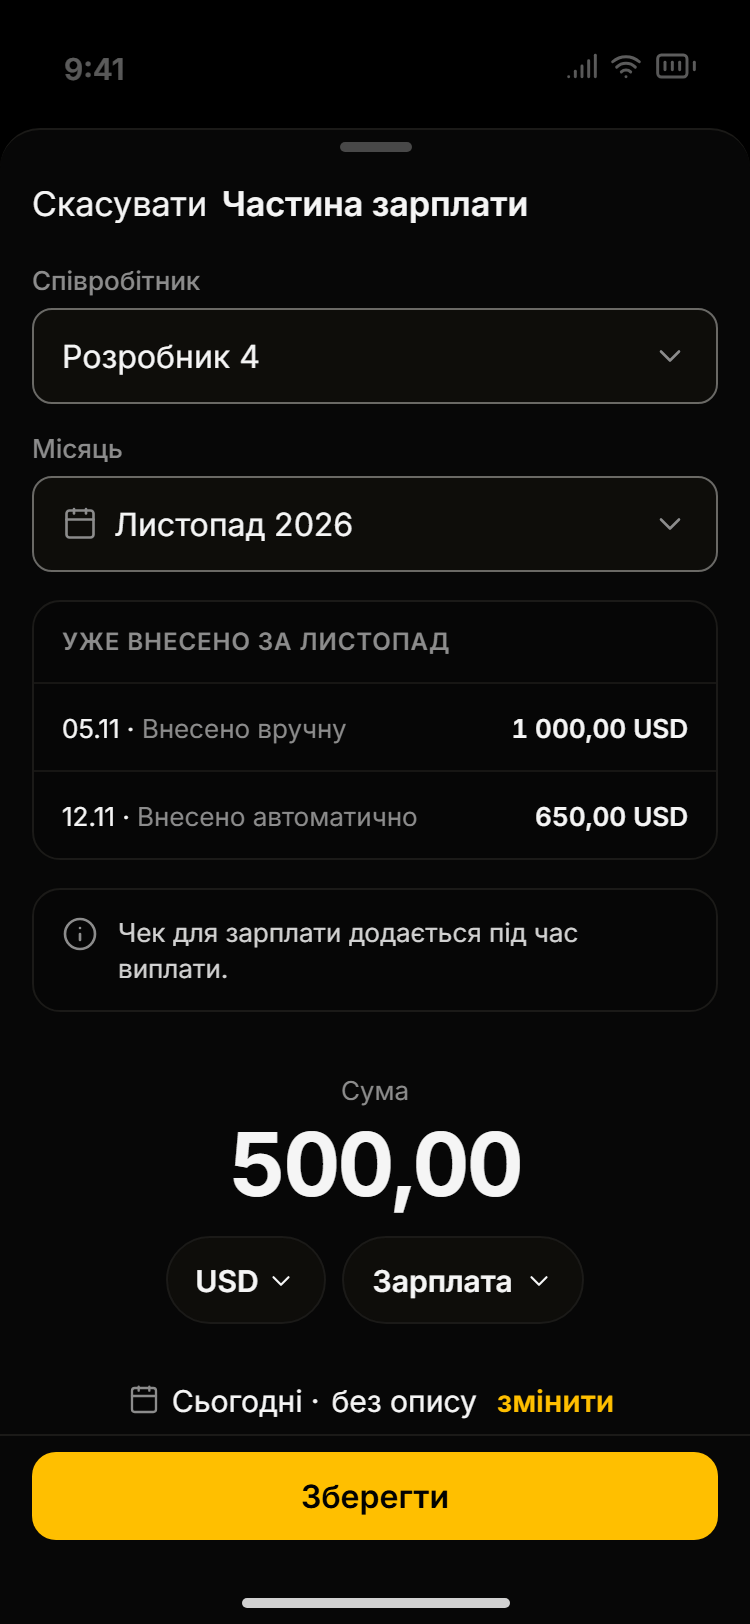 9:41
Скасувати Частина зарплати
Співробітник
Розробник 4
Місяць
Листопад 2026
УЖЕ ВНЕСЕНО ЗА ЛИСТОПАД
05.11 · Внесено вручну 1 000,00 USD
12.11 · Внесено автоматично 650,00 USD
Чек для зарплати додається під час
виплати.
Сума
500,00
USD Зарплата
Сьогодні · без опису змінити
Зберегти